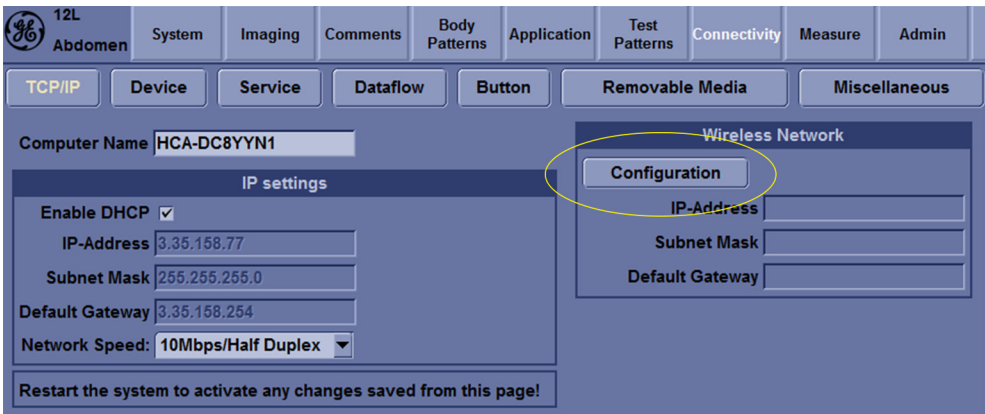 12L
Abdomen
System
Imaging
Comments
Body
Patterns
Application
Test
Patterns
Connectivity
Measure
Admin
TCP/IP
Device
Service
Dataflow
Button
Removable Media
Miscellaneous
Computer Name HCA-DC8YYN1
IP settings
Enable DHCP
IP-Address 3.35.158.77
Subnet Mask 255.255.255.0
Default Gateway 3.35.158.254
Network Speed: 10Mbps/Half Duplex
Restart the system to activate any changes saved from this page!
Wireless Network
Configuration
IP-Address
Subnet Mask
Default Gateway